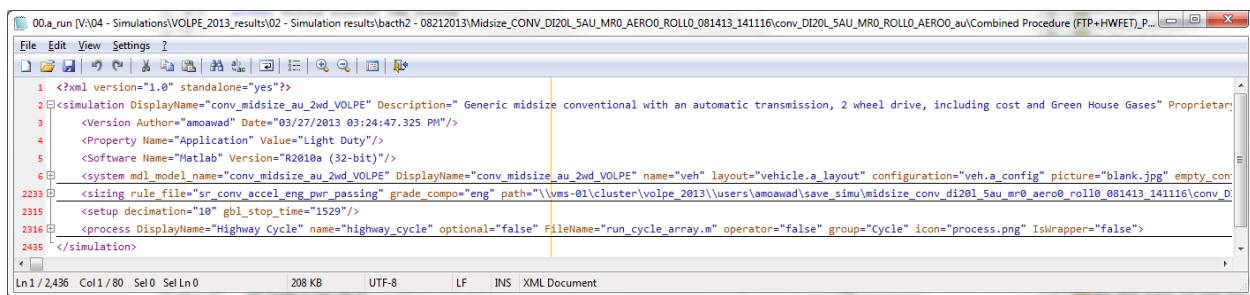 00.a_run [V:\04 - Simulations\VOLPE_2013_results\02 - Simulation results\bacth2 - 08212013\Midsize_CONV_DI20L_5AU_MR0_AERO0_ROLL0_081413_141116\conv_DI20L_5AU_MR0_ROLL0_AERO0_au\Combined Procedure (FTP+HWFET)_P...
File Edit View Settings ?
1 <?xml version="1.0" standalone="yes"?>
2 <simulation DisplayName="conv_midsize_au_2wd_VOLPE" Description=" Generic midsize conventional with an automatic transmission, 2 wheel drive, including cost and Green House Gases" Proprietary
3 <Version Author="amoawad" Date="03/27/2013 03:24:47.325 PM"/>
4 <Property Name="Application" Value="Light Duty"/>
5 <Software Name="Matlab" Version="R2010a (32-bit)"/>
6 <system mdl_model_name="conv_midsize_au_2wd_VOLPE" DisplayName="conv_midsize_au_2wd_VOLPE" name="veh" layout="vehicle.a_layout" configuration="veh.a_config" picture="blank.jpg" empty_con
2233 <sizing rule_file="sr_conv_accel_eng_pwr_passing" grade_compo="eng" path="\\vms-01\cluster\volpe_2013\\users\amoawad\save_simu\midsize_conv_di20l_5au_mr0_aero0_roll0_081413_141116\conv_D
2315 <setup decimation="10" gbl_stop_time="1529"/>
2316 <process DisplayName="Highway Cycle" name="highway_cycle" optional="false" FileName="run_cycle_array.m" operator="false" group="Cycle" icon="process.png" IsWrapper="false">
2435 </simulation>
Ln 1 / 2,436 Col 1 / 80 Sel 0 Sel Ln 0 208 KB UTF-8 LF INS XML Document